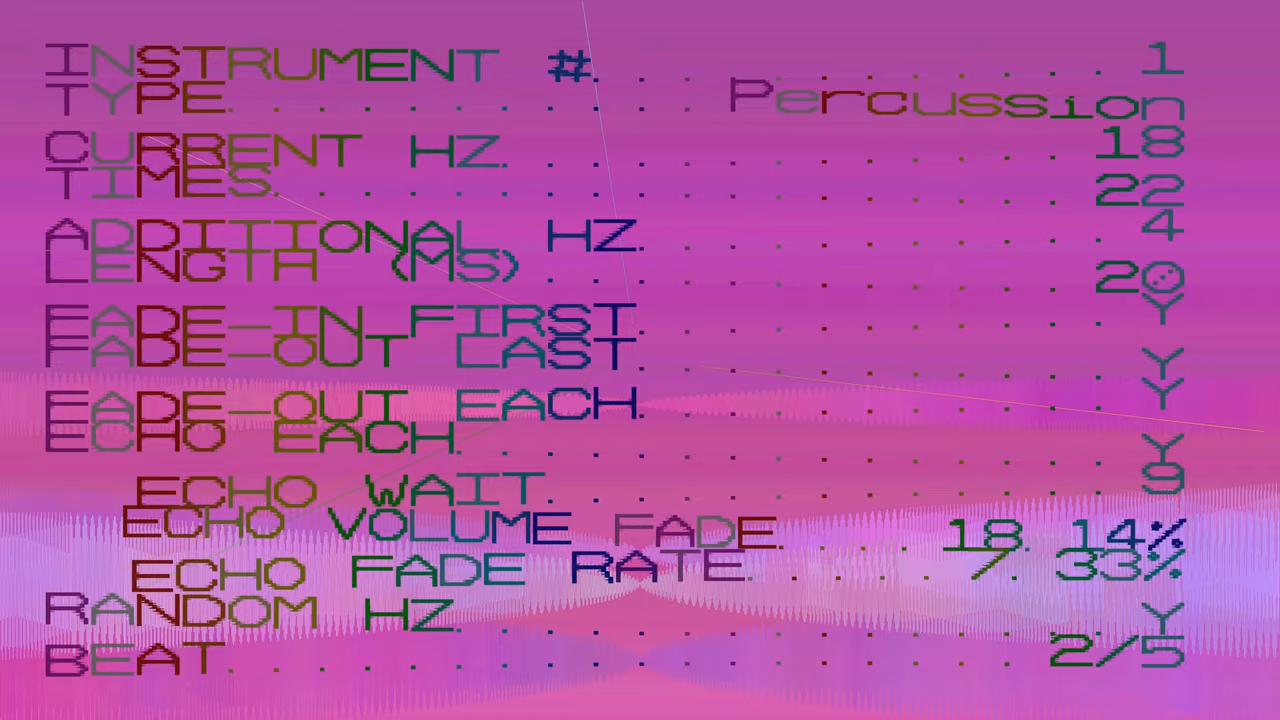 INSTRUMENT #. . . . . . . . . . . . 1
TYPE. . . . . . . . . . . Percussion
CURRENT HZ. . . . . . . . . . . . . 18
TIMES. . . . . . . . . . . . . . . . . . 22
ADDITIONAL HZ. . . . . . . . . . . 4
LENGTH (MS) . . . . . . . . . . . . 20
FADE-IN FIRST. . . . . . . . . . . Y
FADE-OUT LAST. . . . . . . . . . . Y
FADE-OUT EACH. . . . . . . . . . . Y
ECHO EACH. . . . . . . . . . . . . . . Y
ECHO WAIT. . . . . . . . . . . . . 9
ECHO VOLUME FADE. . . . 18.14%
ECHO FADE RATE. . . . . 7.33%
RANDOM HZ. . . . . . . . . . . . . . . Y
BEAT. . . . . . . . . . . . . . . . . . 2/5